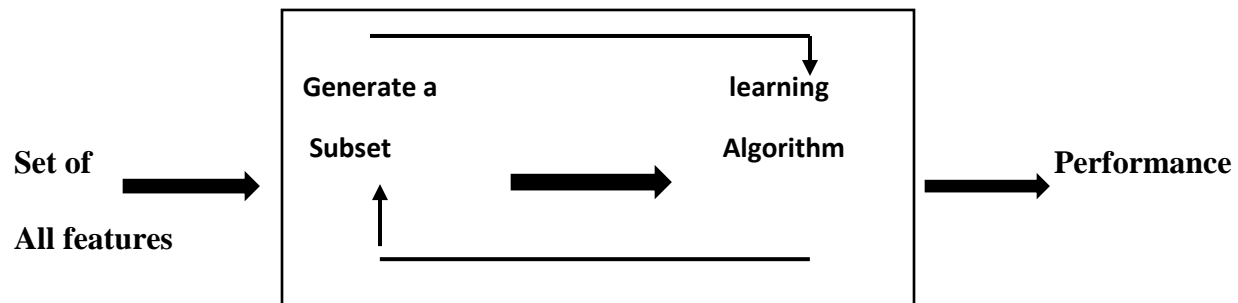 Set of
All features
Generate a
Subset
learning
Algorithm
Performance